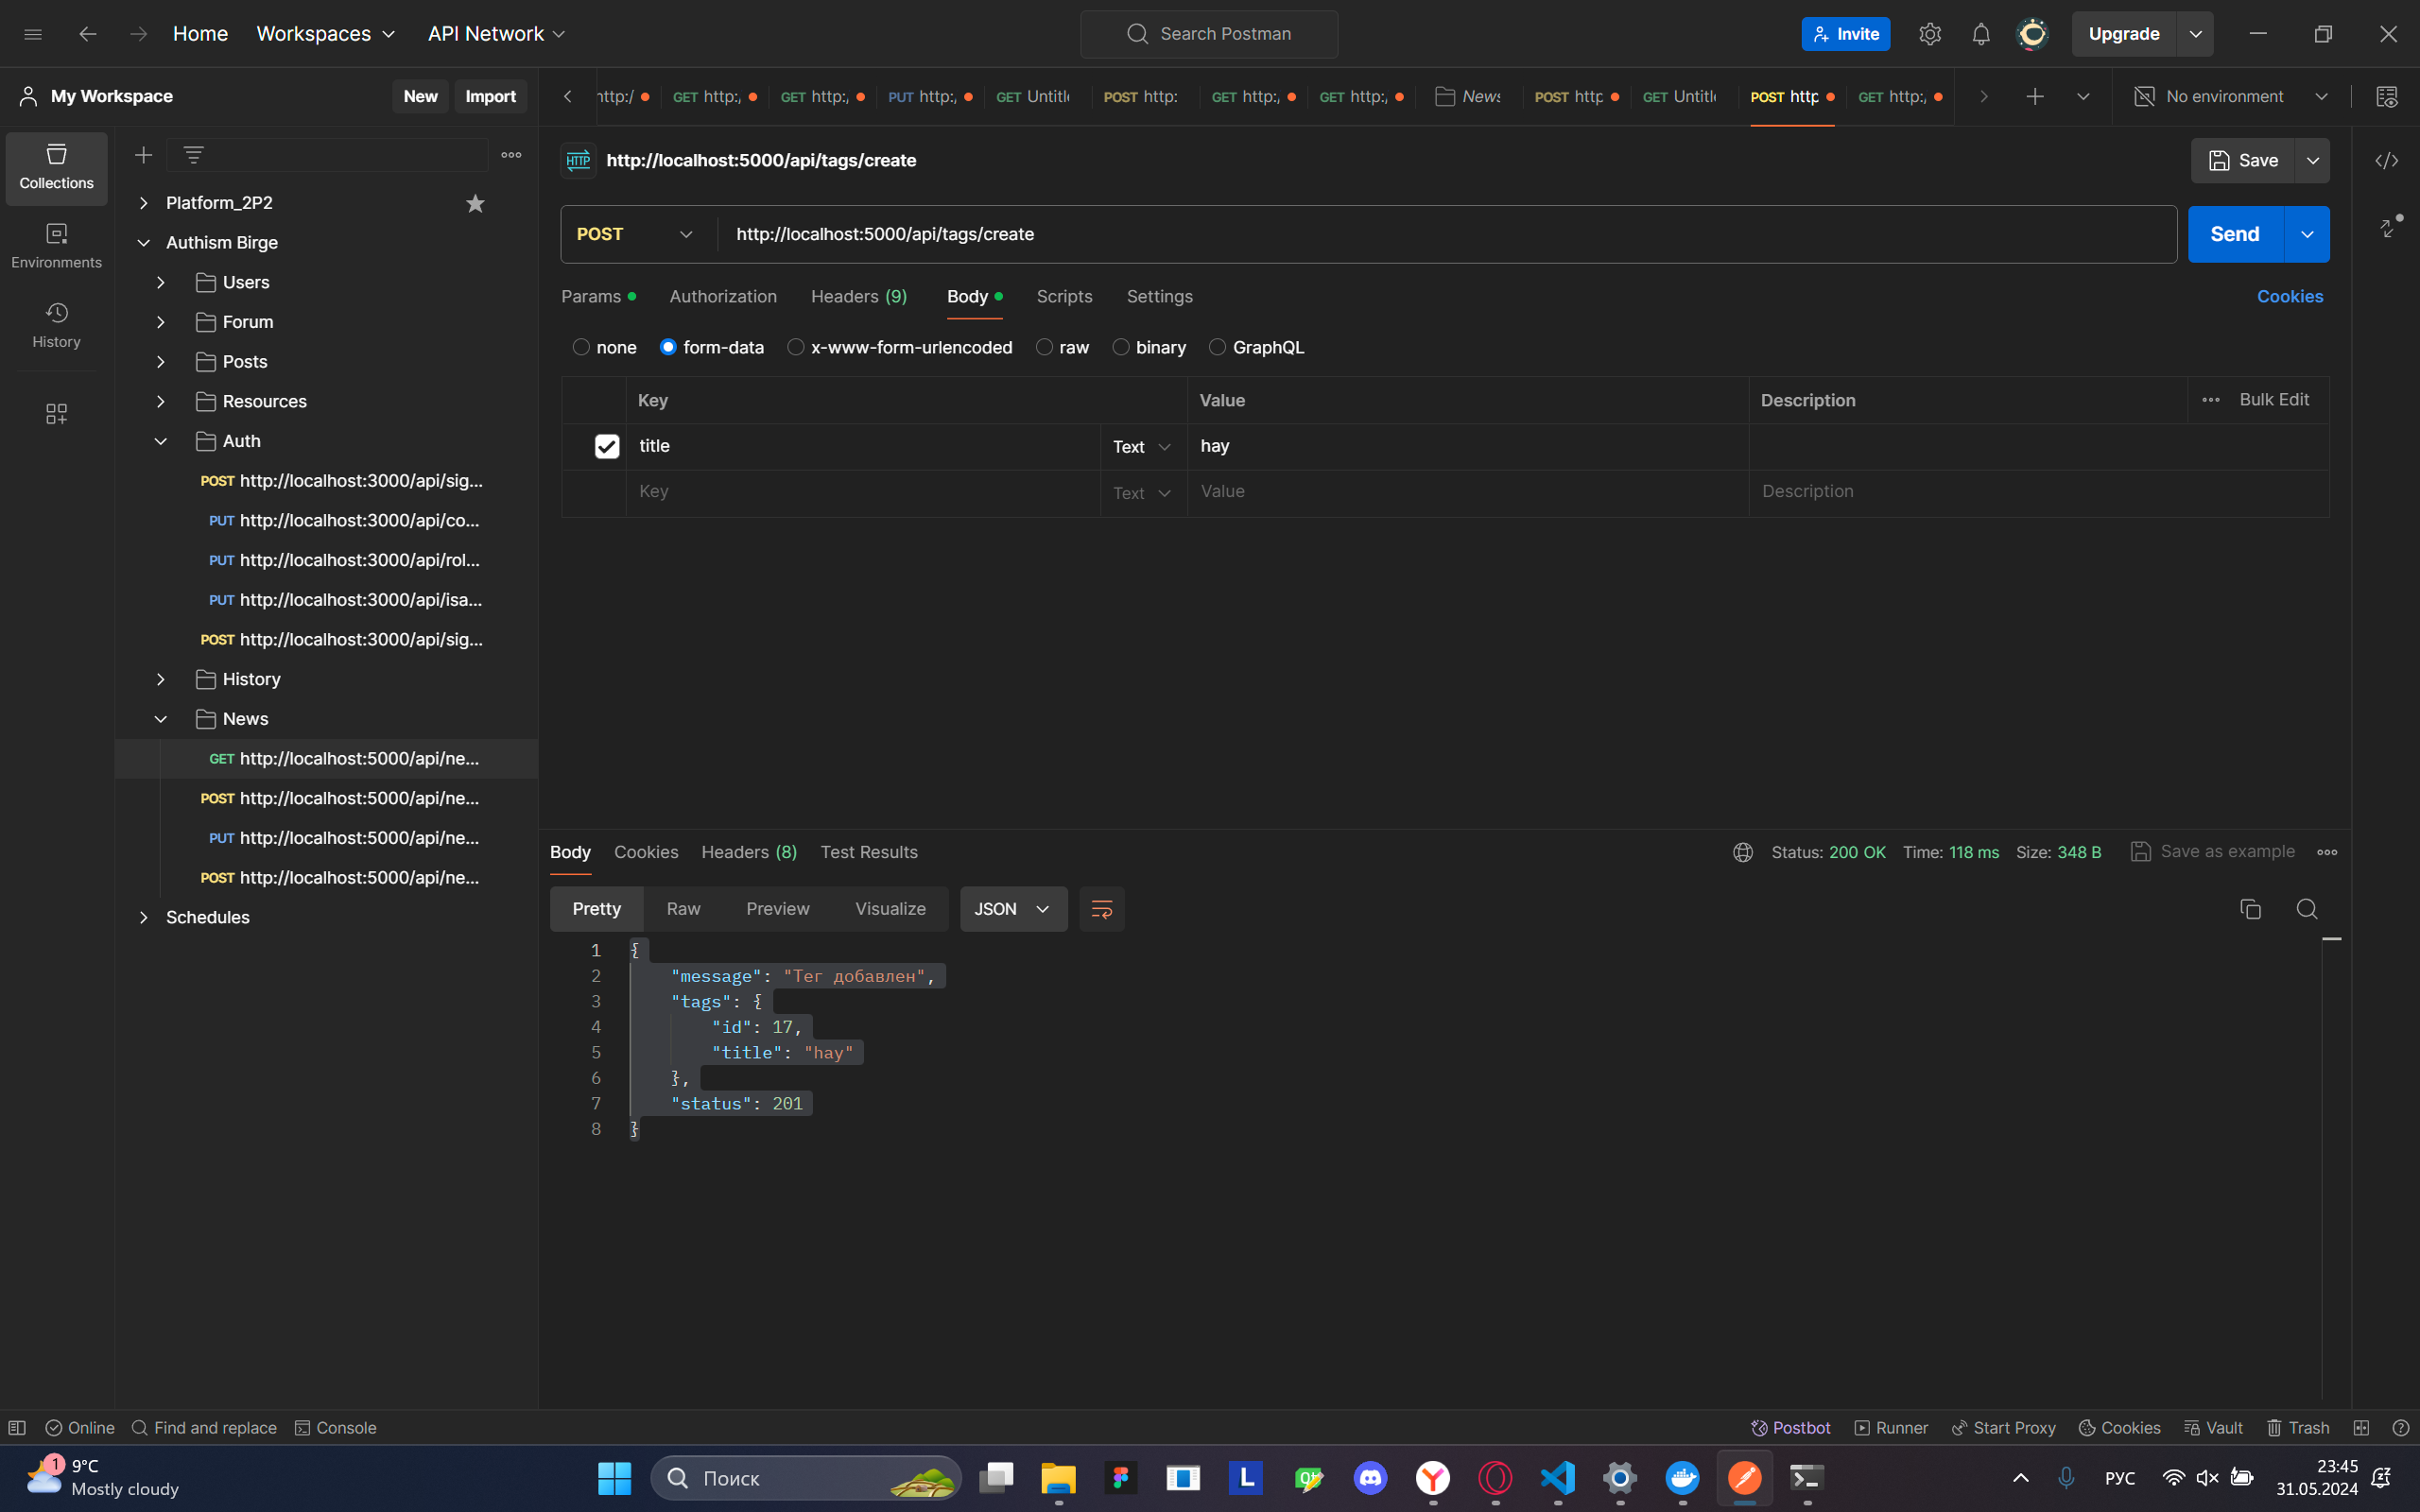 Home Workspaces API Network Search Postman Invite Upgrade
My Workspace New Import
http:/ GET http:/ GET http:/ PUT http:/ GET Untitle POST http: GET http:/ GET http:/ News POST http GET Untitle POST http GET http:/ No environment
Collections
Environments
History
Platform_2P2
Authism Birge
Users
Forum
Posts
Resources
Auth
POST http://localhost:3000/api/sig...
PUT http://localhost:3000/api/co...
PUT http://localhost:3000/api/rol...
PUT http://localhost:3000/api/isa...
POST http://localhost:3000/api/sig...
History
News
GET http://localhost:5000/api/ne...
POST http://localhost:5000/api/ne...
PUT http://localhost:5000/api/ne...
POST http://localhost:5000/api/ne...
Schedules
HTTP http://localhost:5000/api/tags/create Save
POST http://localhost:5000/api/tags/create Send
Params Authorization Headers (9) Body Scripts Settings Cookies
none form-data x-www-form-urlencoded raw binary GraphQL
Key Value Description Bulk Edit
title Text hay
Key Text Value Description
Body Cookies Headers (8) Test Results Status: 200 OK Time: 118 ms Size: 348 B Save as example
Pretty Raw Preview Visualize JSON
1 {
2 "message": "Тег добавлен",
3 "tags": {
4 "id": 17,
5 "title": "hay"
6 },
7 "status": 201
8 }
Online Find and replace Console Postbot Runner Start Proxy Cookies Vault Trash
1 9°C
Mostly cloudy
Поиск
L
РУС
23:45
31.05.2024